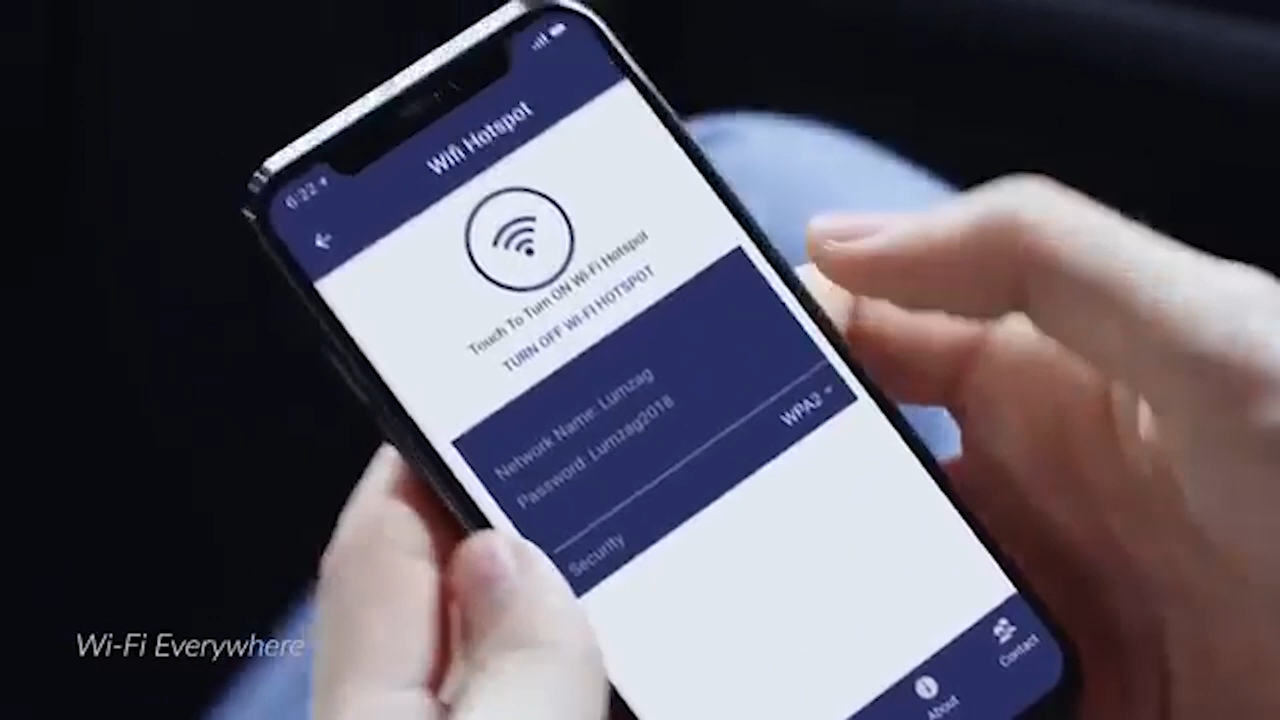 6:22
Wifi Hotspot
Touch To Turn ON Wi-Fi Hotspot
TURN OFF WI-FI HOTSPOT
Network Name: Lumzag
Password: Lumzag2018
WPA2
Security
About
Contact
Wi-Fi Everywhere